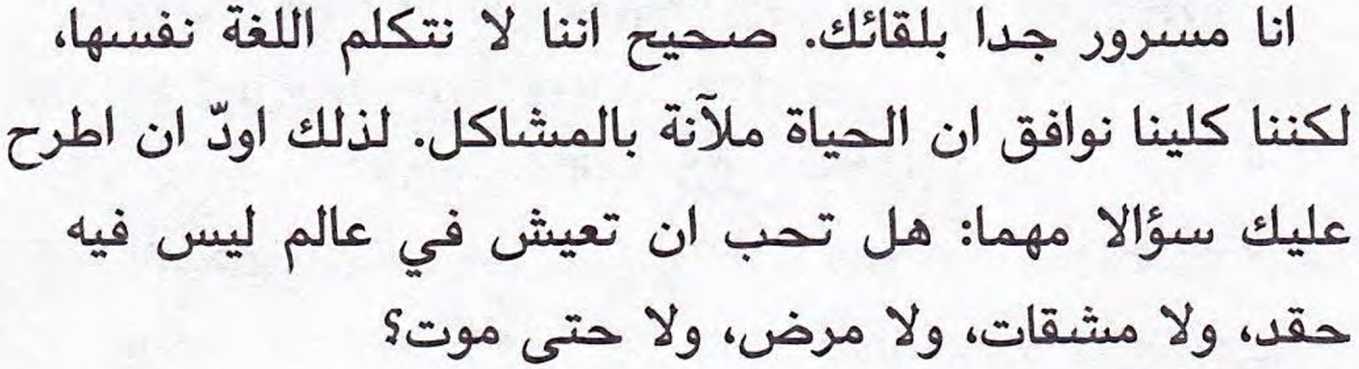 انا مسرور جدا بلقائك. صحيح اننا لا نتكلم اللغة نفسها،
لكننا كلينا نوافق ان الحياة ملآنة بالمشاكل. لذلك اودّ ان اطرح
عليك سؤالا مهما: هل تحب ان تعيش في عالم ليس فيه
حقد، ولا مشقات، ولا مرض، ولا حتى موت؟